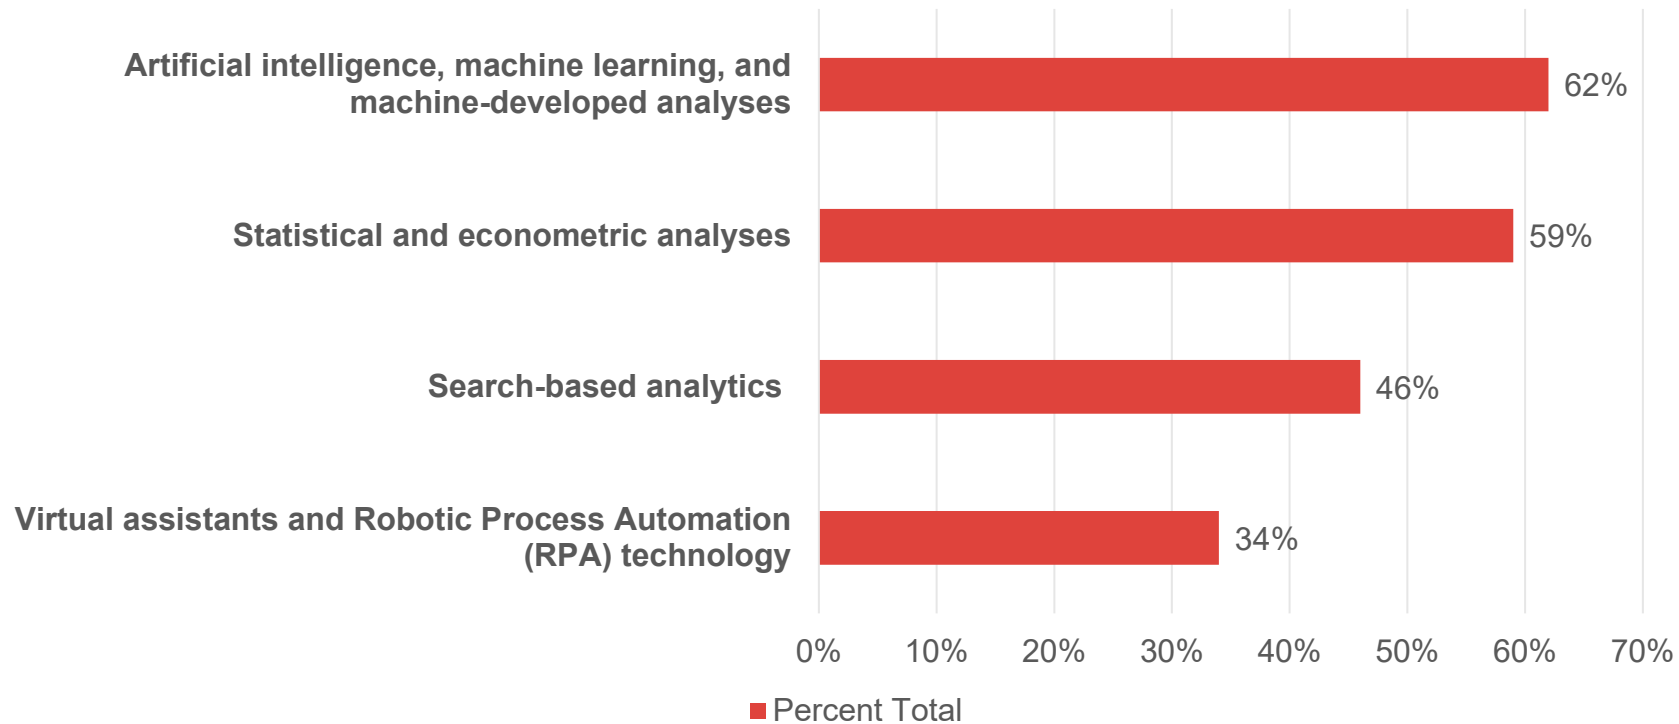 Artificial intelligence, machine learning, and
machine-developed analyses
62%
Statistical and econometric analyses
59%
Search-based analytics
46%
Virtual assistants and Robotic Process Automation
(RPA) technology
34%
0% 10% 20% 30% 40% 50% 60% 70%
Percent Total